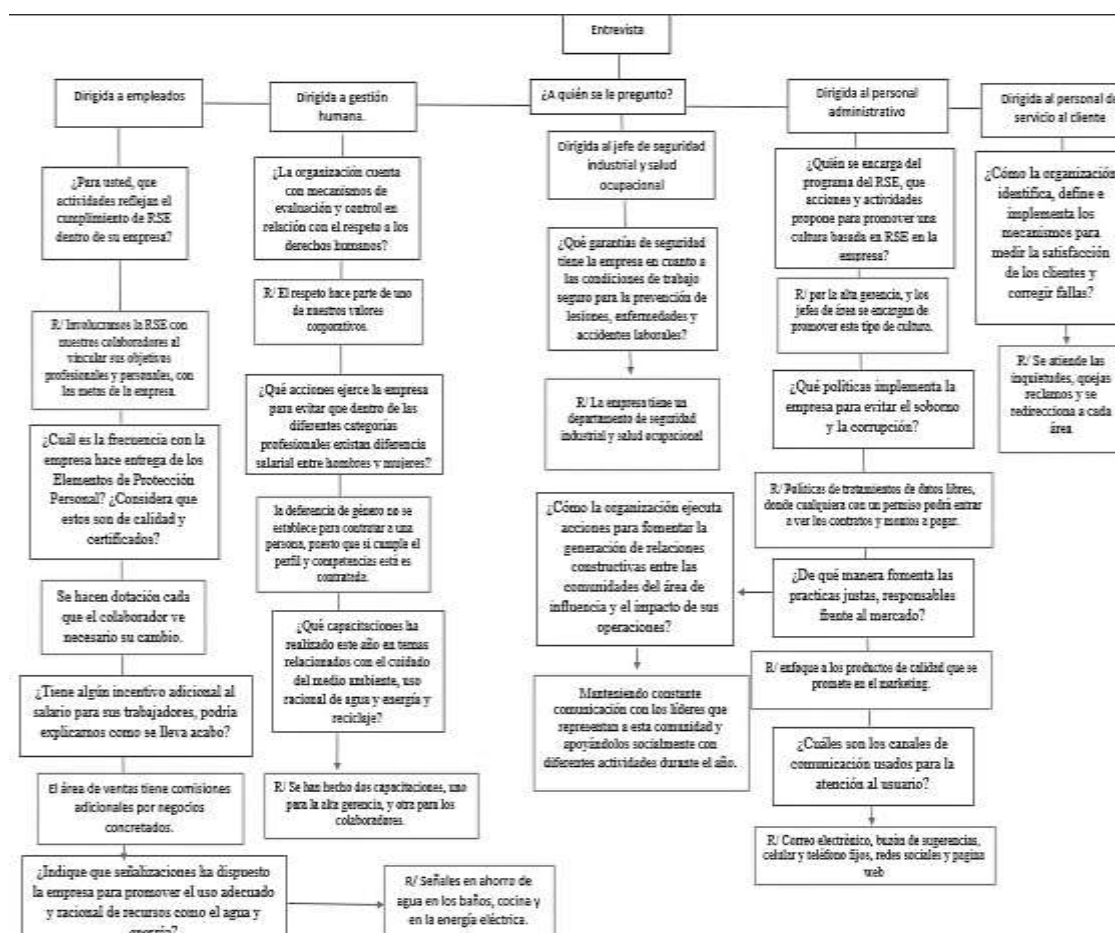 Entrevista
¿A quién se le pregunto?
Dirigida a empleados
¿Para usted, que
actividades reflejan el
cumplimiento de RSE
dentro de su empresa?
R/ Involucramos la RSE con
nuestros colaboradores al
vincular sus objetivos
profesionales y personales, con
las metas de la empresa.
¿Cuál es la frecuencia con la
empresa hace entrega de los
Elementos de Protección
Personal? ¿Considera que
estos son de calidad y
certificados?
Se hacen dotación cada
que el colaborador ve
necesario su cambio.
¿Tiene algún incentivo adicional al
salario para sus trabajadores, podría
explicarnos como se lleva acabo?
El área de ventas tiene comisiones
adicionales por negocios
concretados.
¿Indique que señalizaciones ha dispuesto
la empresa para promover el uso adecuado
y racional de recursos como el agua y
energía?
R/ Señales en ahorro de
agua en los baños, cocina y
en la energía eléctrica.
Dirigida a gestión
humana.
¿La organización cuenta
con mecanismos de
evaluación y control en
relación con el respeto a los
derechos humanos?
R/ El respeto hace parte de uno
de nuestros valores
corporativos.
¿Qué acciones ejerce la empresa
para evitar que dentro de las
diferentes categorías
profesionales existan diferencia
salarial entre hombres y mujeres?
la deferencia de género no se
establece para contratar a una
persona, puesto que si cumple el
perfil y competencias está es
contratada.
¿Qué capacitaciones ha
realizado este año en temas
relacionados con el cuidado
del medio ambiente, uso
racional de agua y energía y
reciclaje?
R/ Se han hecho dos capacitaciones, uno
para la alta gerencia, y otra para los
colaboradores.
Dirigida al jefe de seguridad
industrial y salud
ocupacional
¿Qué garantías de seguridad
tiene la empresa en cuanto a
las condiciones de trabajo
seguro para la prevención de
lesiones, enfermedades y
accidentes laborales?
R/ La empresa tiene un
departamento de seguridad
industrial y salud ocupacional
¿Cómo la organización ejecuta
acciones para fomentar la
generación de relaciones
constructivas entre las
comunidades del área de
influencia y el impacto de sus
operaciones?
Manteniendo constante
comunicación con los líderes que
representan a esta comunidad y
apoyándolos socialmente con
diferentes actividades durante el año.
Dirigida al personal
administrativo
¿Quién se encarga del
programa del RSE, que
acciones y actividades
propone para promover una
cultura basada en RSE en la
empresa?
R/ por la alta gerencia, y los
jefes de área se encargan de
promover este tipo de cultura.
¿Qué políticas implementa la
empresa para evitar el soborno
y la corrupción?
R/ Políticas de tratamientos de datos libres,
donde cualquiera con un permiso podrá entrar
a ver los contratos y montos a pagar.
¿De qué manera fomenta las
practicas justas, responsables
frente al mercado?
R/ enfoque a los productos de calidad que se
promete en el marketing.
¿Cuáles son los canales de
comunicación usados para la
atención al usuario?
R/ Correo electrónico, buzón de sugerencias,
celular y teléfono fijos, redes sociales y pagina
web
Dirigida al personal de
servicio al cliente
¿Cómo la organización
identifica, define e
implementa los
mecanismos para
medir la satisfacción
de los clientes y
corregir fallas?
R/ Se atiende las
inquietudes, quejas
reclamos y se
redirecciona a cada
área